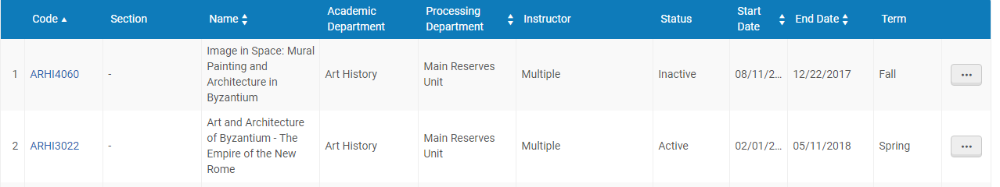 Code Section Name Academic Department Processing Department Instructor Status Start Date End Date Term
1 ARHI4060 - Image in Space: Mural Painting and Architecture in Byzantium Art History Main Reserves Unit Multiple Inactive 08/11/2... 12/22/2017 Fall ...
2 ARHI3022 - Art and Architecture of Byzantium - The Empire of the New Rome Art History Main Reserves Unit Multiple Active 02/01/2... 05/11/2018 Spring ...